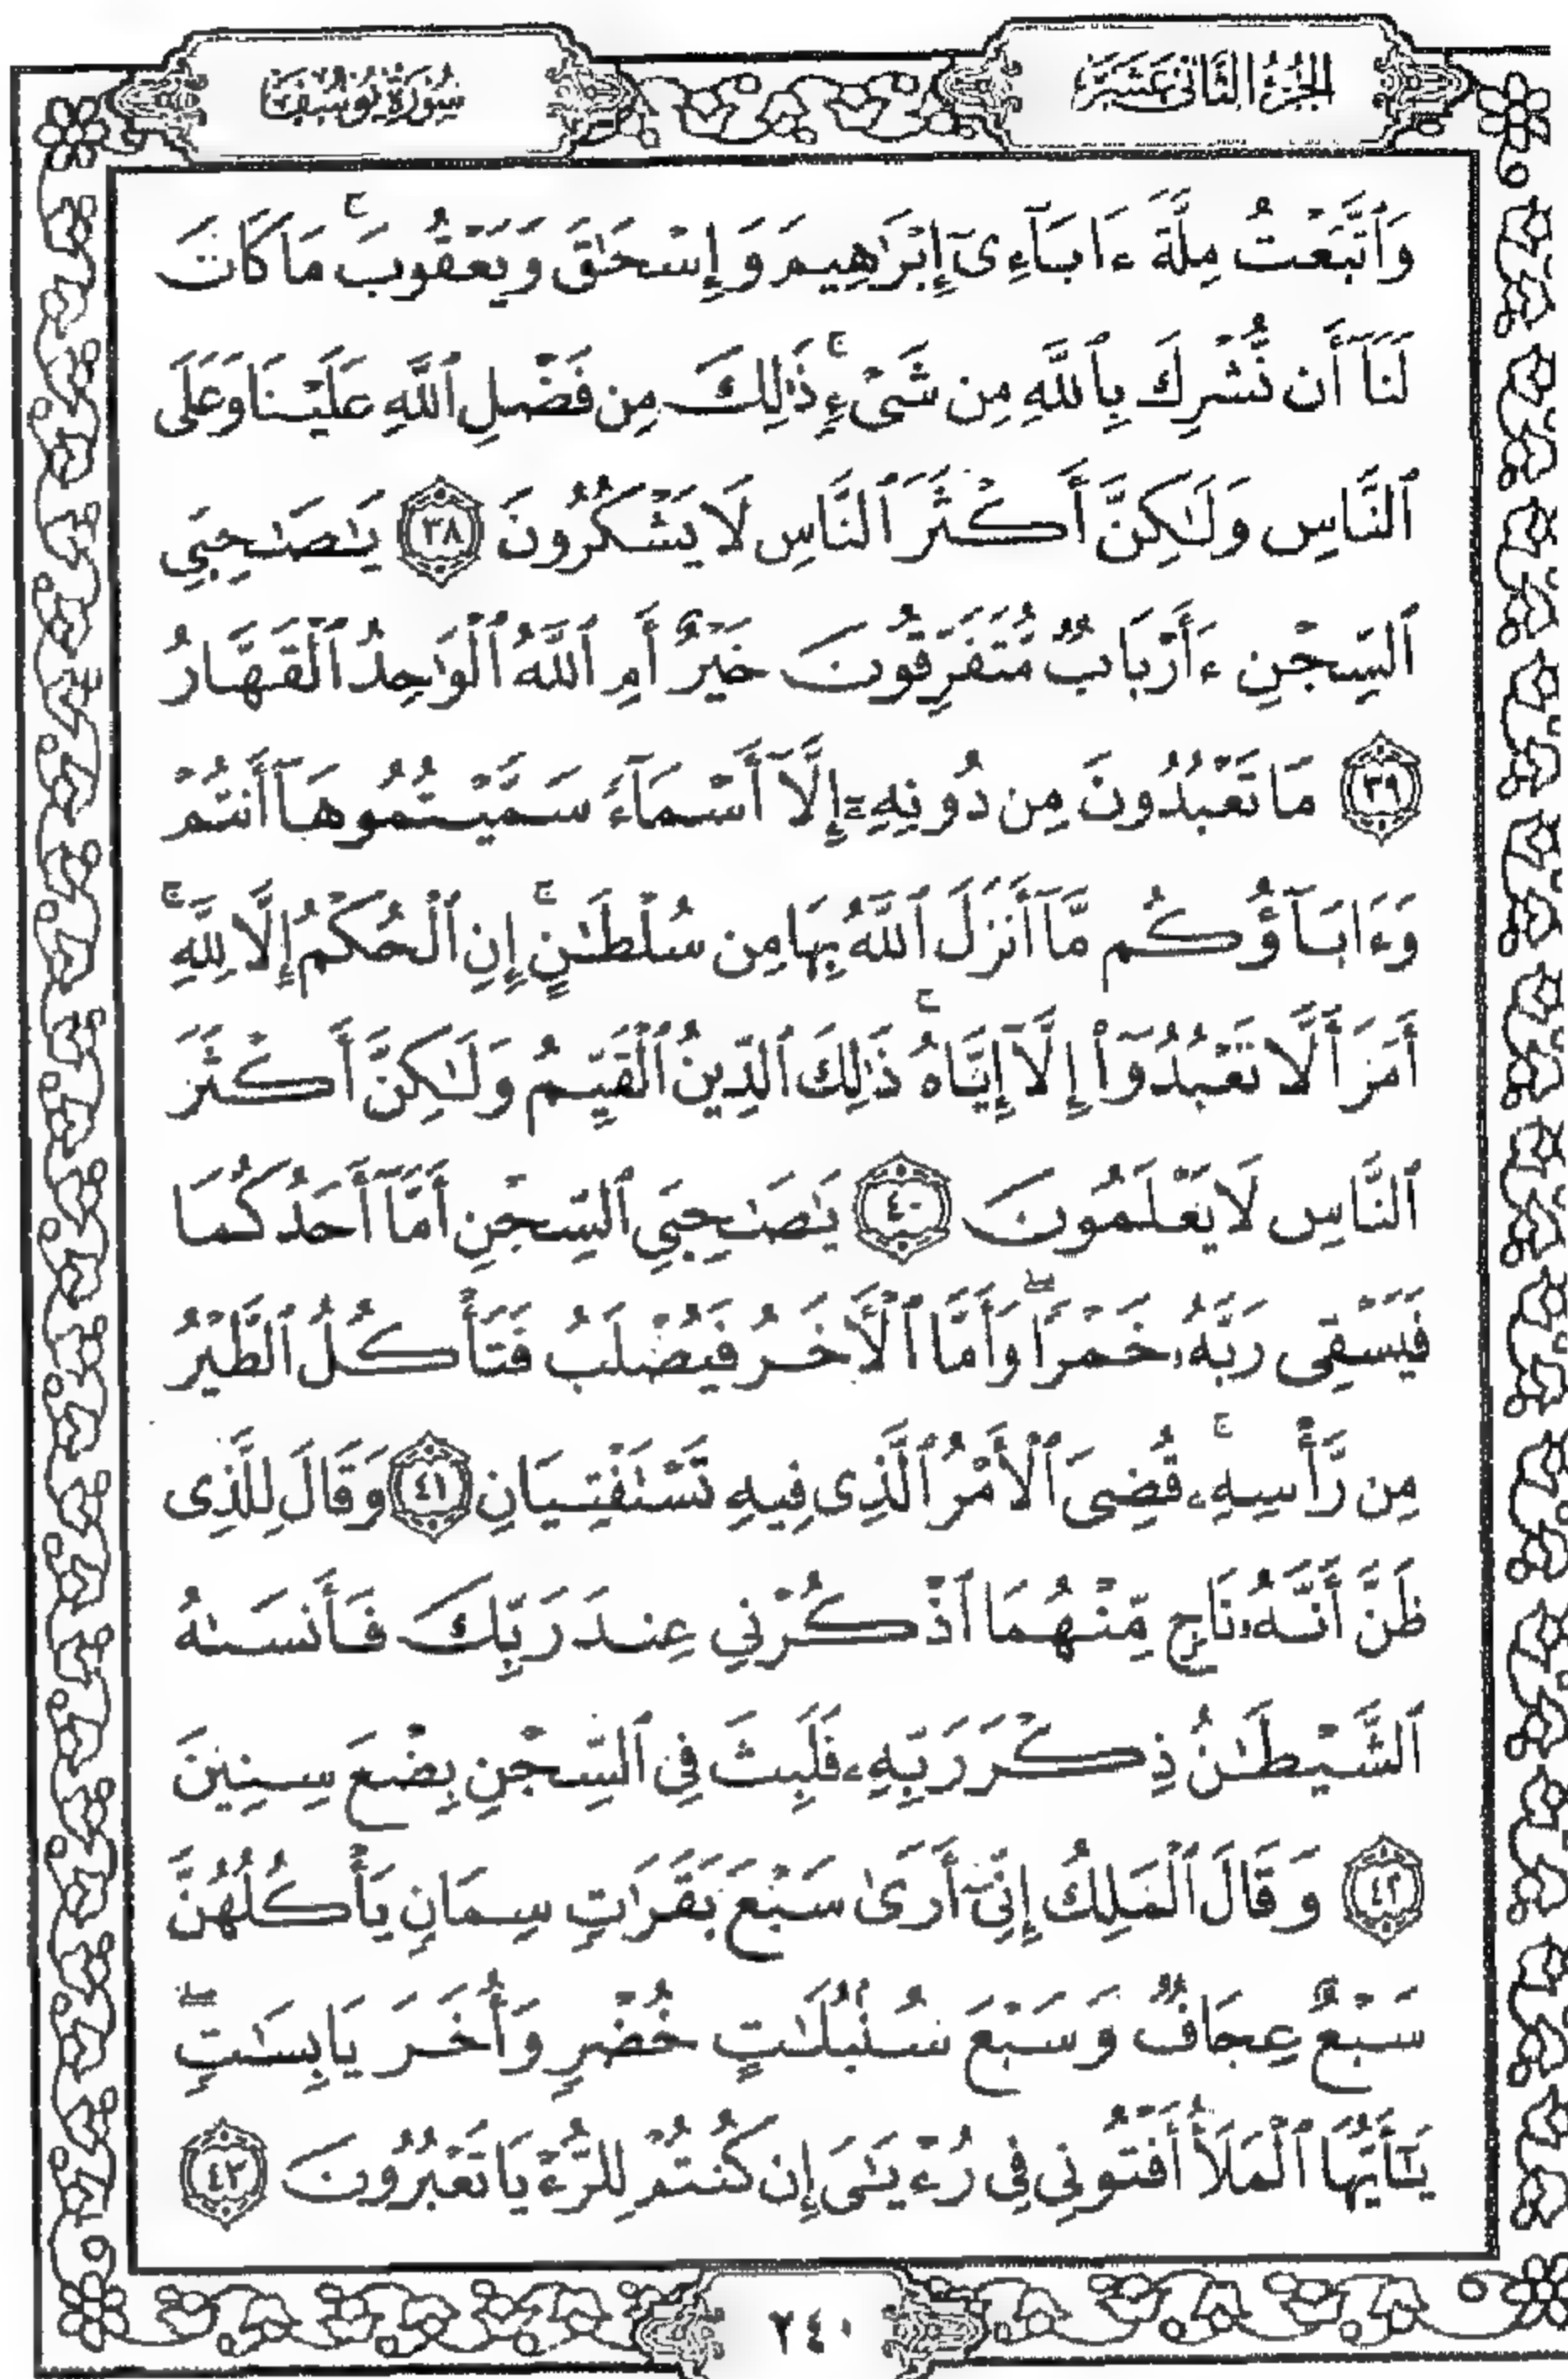 الجزء الثاني عشر
سورة يوسف
وَٱتَّبَعْتُ مِلَّةَ ءَابَآءِىٓ إِبْرَٰهِيمَ وَإِسْحَٰقَ وَيَعْقُوبَ ۚ مَا كَانَ
لَنَآ أَن نُّشْرِكَ بِٱللَّهِ مِن شَىْءٍ ۚ ذَٰلِكَ مِن فَضْلِ ٱللَّهِ عَلَيْنَا وَعَلَى
ٱلنَّاسِ وَلَٰكِنَّ أَكْثَرَ ٱلنَّاسِ لَا يَشْكُرُونَ ٣٨ يَٰصَٰحِبَىِ
ٱلسِّجْنِ ءَأَرْبَابٌ مُّتَفَرِّقُونَ خَيْرٌ أَمِ ٱللَّهُ ٱلْوَٰحِدُ ٱلْقَهَّارُ
٣٩ مَا تَعْبُدُونَ مِن دُونِهِۦٓ إِلَّآ أَسْمَآءً سَمَّيْتُمُوهَآ أَنتُمْ
وَءَابَآؤُكُم مَّآ أَنزَلَ ٱللَّهُ بِهَا مِن سُلْطَٰنٍ ۚ إِنِ ٱلْحُكْمُ إِلَّا لِلَّهِ ۚ
أَمَرَ أَلَّا تَعْبُدُوٓا۟ إِلَّآ إِيَّاهُ ۚ ذَٰلِكَ ٱلدِّينُ ٱلْقَيِّمُ وَلَٰكِنَّ أَكْثَرَ
ٱلنَّاسِ لَا يَعْلَمُونَ ٤٠ يَٰصَٰحِبَىِ ٱلسِّجْنِ أَمَّآ أَحَدُكُمَا
فَيَسْقِى رَبَّهُۥ خَمْرًا ۖ وَأَمَّا ٱلْأَخَرُ فَيُصْلَبُ فَتَأْكُلُ ٱلطَّيْرُ
مِن رَّأْسِهِۦ ۚ قُضِىَ ٱلْأَمْرُ ٱلَّذِى فِيهِ تَسْتَفْتِيَانِ ٤١ وَقَالَ لِلَّذِى
ظَنَّ أَنَّهُۥ نَاجٍ مِّنْهُمَا ٱذْكُرْنِى عِندَ رَبِّكَ فَأَنسَىٰهُ
ٱلشَّيْطَٰنُ ذِكْرَ رَبِّهِۦ فَلَبِثَ فِى ٱلسِّجْنِ بِضْعَ سِنِينَ
٤٢ وَقَالَ ٱلْمَلِكُ إِنِّىٓ أَرَىٰ سَبْعَ بَقَرَٰتٍ سِمَانٍ يَأْكُلُهُنَّ
سَبْعٌ عِجَافٌ وَسَبْعَ سُنۢبُلَٰتٍ خُضْرٍ وَأُخَرَ يَابِسَٰتٍ ۖ
يَٰٓأَيُّهَا ٱلْمَلَأُ أَفْتُونِى فِى رُءْيَٰىَ إِن كُنتُمْ لِلرُّءْيَا تَعْبُرُونَ ٤٣
٢٤٠